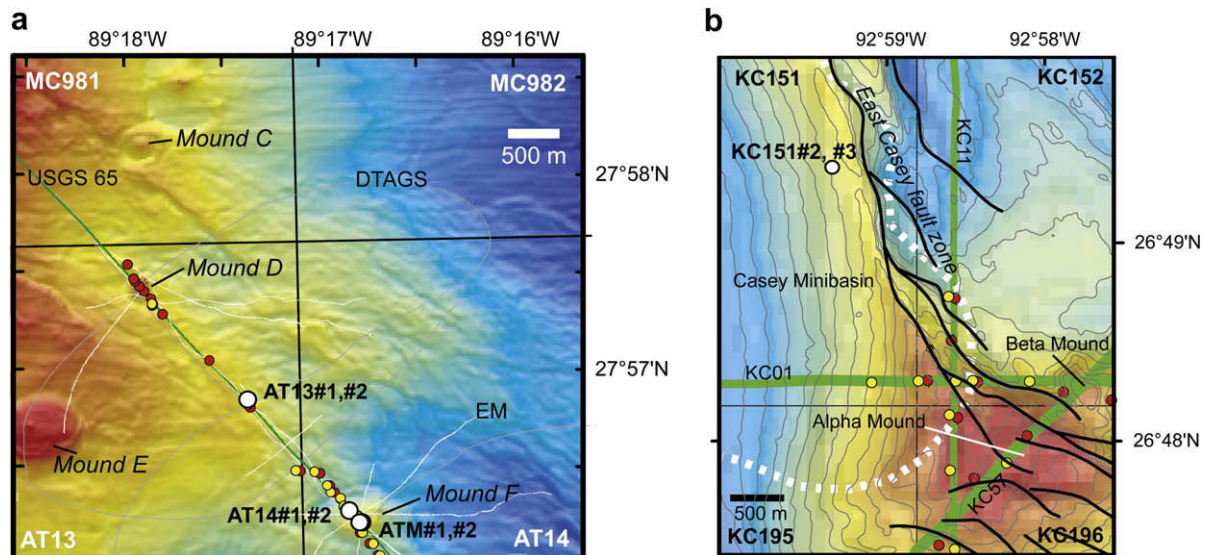 a
89°18'W 89°17'W 89°16'W
MC981
MC982
Mound C
500 m
27°58'N
USGS 65
DTAGS
Mound D
27°57'N
AT13#1,#2
EM
Mound E
Mound F
AT14#1,#2
ATM#1,#2
AT13
AT14
b
92°59'W 92°58'W
KC151
KC152
East Casey fault zone
KC11
KC151#2, #3
26°49'N
Casey Minibasin
Beta Mound
KC01
Alpha Mound
26°48'N
KC57
500 m
KC195
KC196